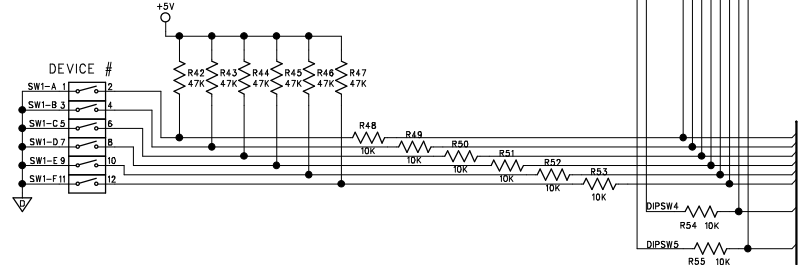 +5V
DEVICE #
R42 R43 R44 R45 R46 R47
47K 47K 47K 47K 47K 47K
SW1-A 1 2
SW1-B 3 4
SW1-C 5 6
SW1-D 7 8
SW1-E 9 10
SW1-F 11 12
D
R48
10K
R49
10K
R50
10K
R51
10K
R52
10K
R53
10K
DIPSW4
R54 10K
DIPSW5
R55 10K